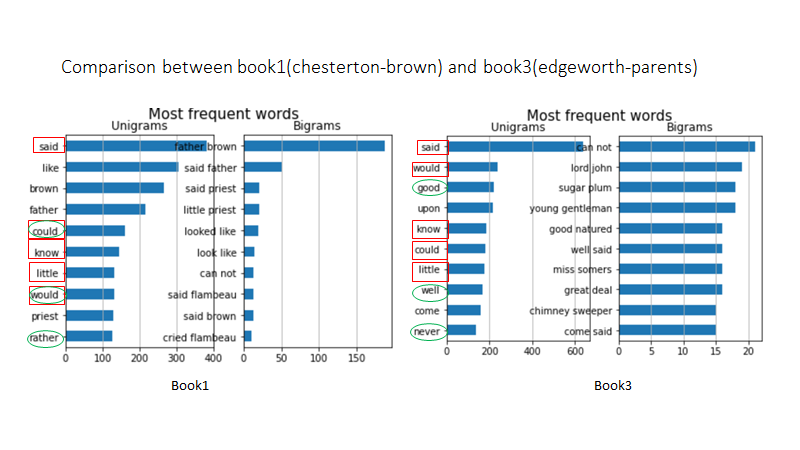 Comparison between book1(chesterton-brown) and book3(edgeworth-parents)
Most frequent words
Unigrams
said
like
brown
father
could
know
little
would
priest
rather
0 100 200 300 400
Bigrams
father brown
said father
said priest
little priest
looked like
look like
can not
said flambeau
said brown
cried flambeau
0 50 100 150
Book1
Most frequent words
Unigrams
said
would
good
upon
know
could
little
well
come
never
0 200 400 600
Bigrams
can not
lord john
sugar plum
young gentleman
good natured
well said
miss somers
great deal
chimney sweeper
come said
0 5 10 15 20
Book3